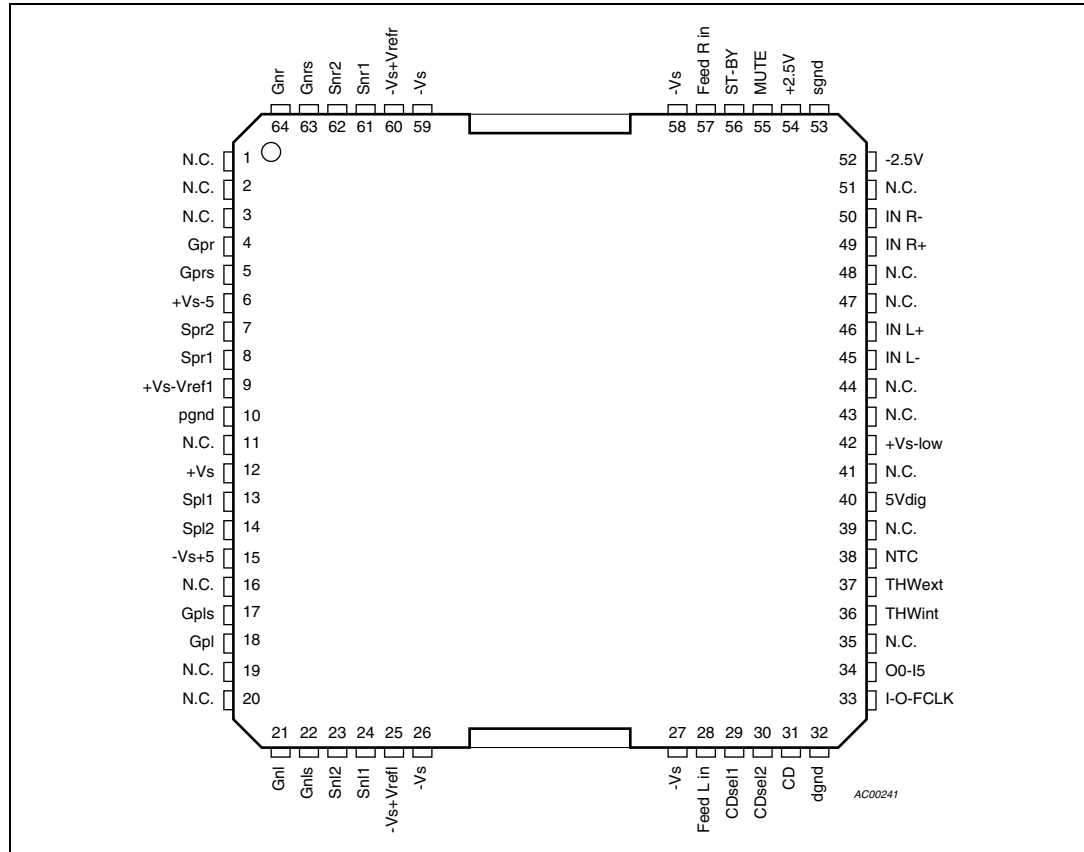 Gnr Gnrs Snr2 Snr1 -Vs+Vrefr -Vs -Vs Feed R in ST-BY MUTE +2.5V sgnd
64 63 62 61 60 59 58 57 56 55 54 53
N.C. 1 52 -2.5V
N.C. 2 51 N.C.
N.C. 3 50 IN R-
Gpr 4 49 IN R+
Gprs 5 48 N.C.
+Vs-5 6 47 N.C.
Spr2 7 46 IN L+
Spr1 8 45 IN L-
+Vs-Vref1 9 44 N.C.
pgnd 10 43 N.C.
N.C. 11 42 +Vs-low
+Vs 12 41 N.C.
Spl1 13 40 5Vdig
Spl2 14 39 N.C.
-Vs+5 15 38 NTC
N.C. 16 37 THWext
Gpls 17 36 THWint
Gpl 18 35 N.C.
N.C. 19 34 O0-I5
N.C. 20 33 I-O-FCLK
21 22 23 24 25 26 27 28 29 30 31 32
Gnl Gnls Snl2 Snl1 -Vs+Vrefl -Vs -Vs Feed L in CDsel1 CDsel2 CD dgnd
AC00241